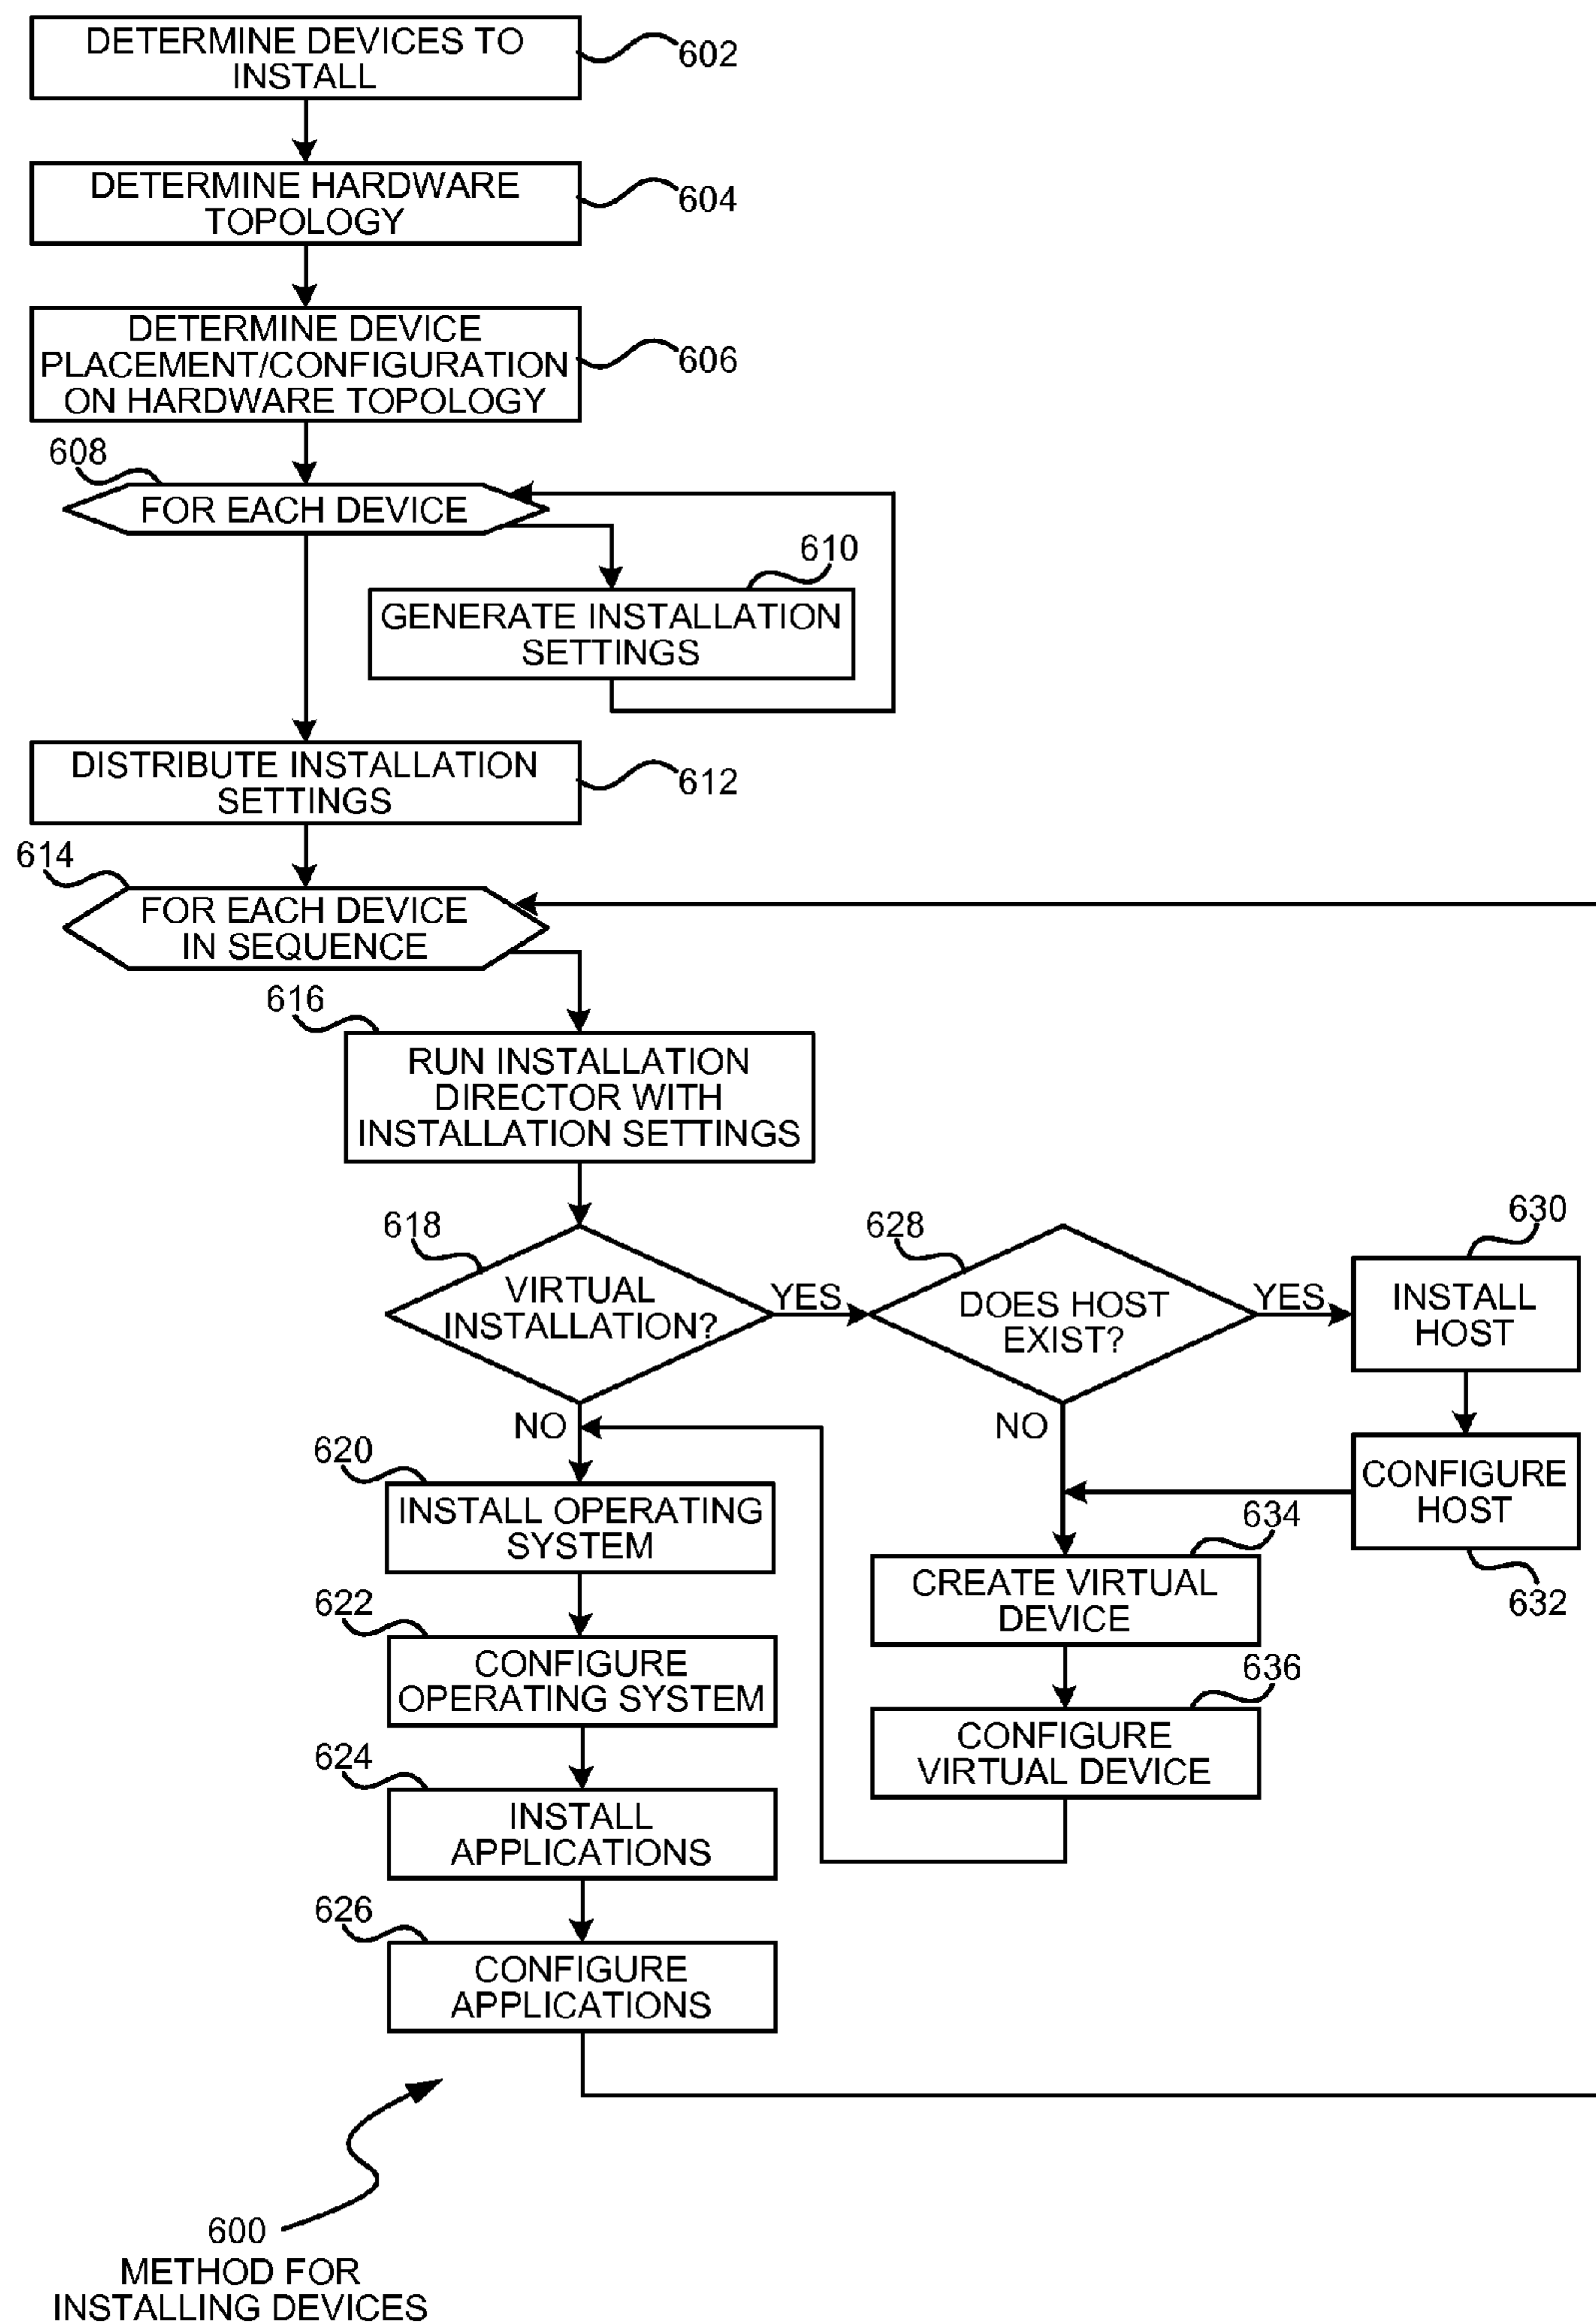 DETERMINE DEVICES TO
INSTALL
602
DETERMINE HARDWARE
TOPOLOGY
604
DETERMINE DEVICE
PLACEMENT/CONFIGURATION
ON HARDWARE TOPOLOGY
606
608
FOR EACH DEVICE
610
GENERATE INSTALLATION
SETTINGS
DISTRIBUTE INSTALLATION
SETTINGS
612
614
FOR EACH DEVICE
IN SEQUENCE
616
RUN INSTALLATION
DIRECTOR WITH
INSTALLATION SETTINGS
618
VIRTUAL
INSTALLATION?
YES
628
DOES HOST
EXIST?
YES
630
INSTALL
HOST
NO
NO
CONFIGURE
HOST
632
620
INSTALL OPERATING
SYSTEM
634
CREATE VIRTUAL
DEVICE
622
CONFIGURE
OPERATING SYSTEM
636
CONFIGURE
VIRTUAL DEVICE
624
INSTALL
APPLICATIONS
626
CONFIGURE
APPLICATIONS
600
METHOD FOR
INSTALLING DEVICES